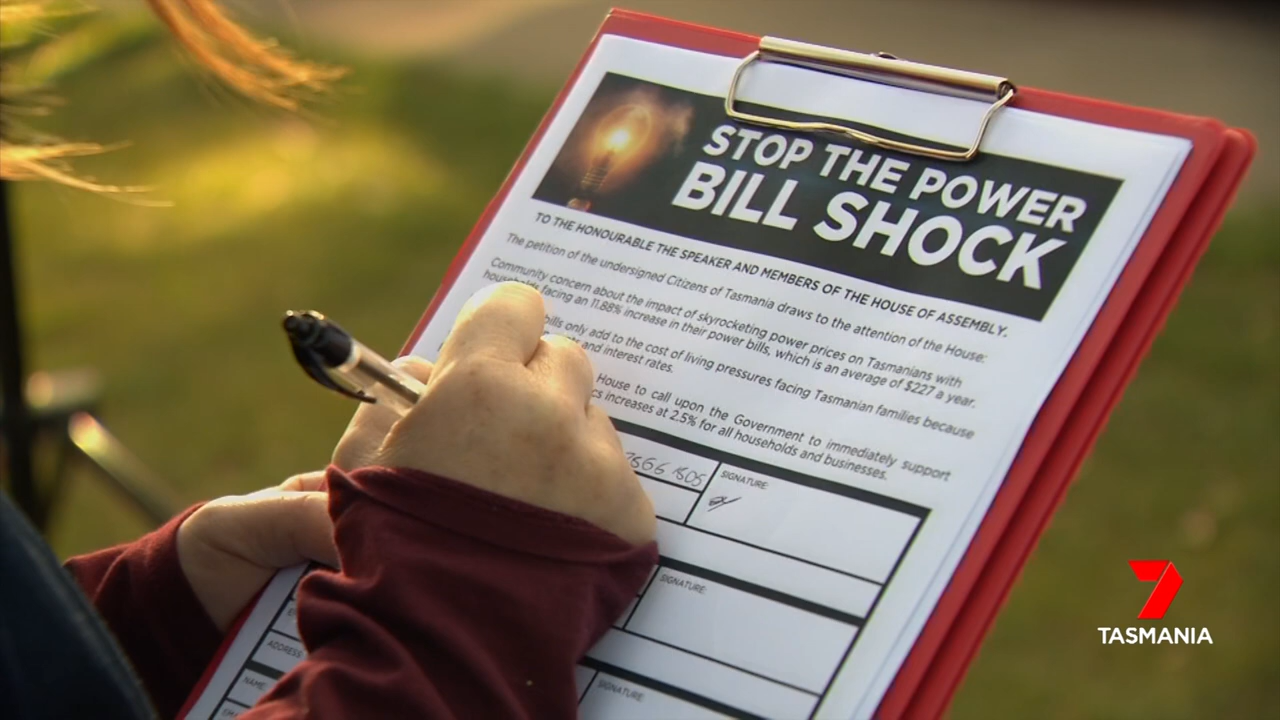 STOP THE POWER
BILL SHOCK
TO THE HONOURABLE THE SPEAKER AND MEMBERS OF THE HOUSE OF ASSEMBLY.
The petition of the undersigned Citizens of Tasmania draws to the attention of the House:
Community concern about the impact of skyrocketing power prices on Tasmanians with
households facing an 11.88% increase in their power bills, which is an average of $227 a year.
bills only add to the cost of living pressures facing Tasmanian families because
and interest rates.
House to call upon the Government to immediately support
increases at 2.5% for all households and businesses.
SIGNATURE:
SIGNATURE:
ADDRESS
NAME:
SIGNATURE:
7
TASMANIA